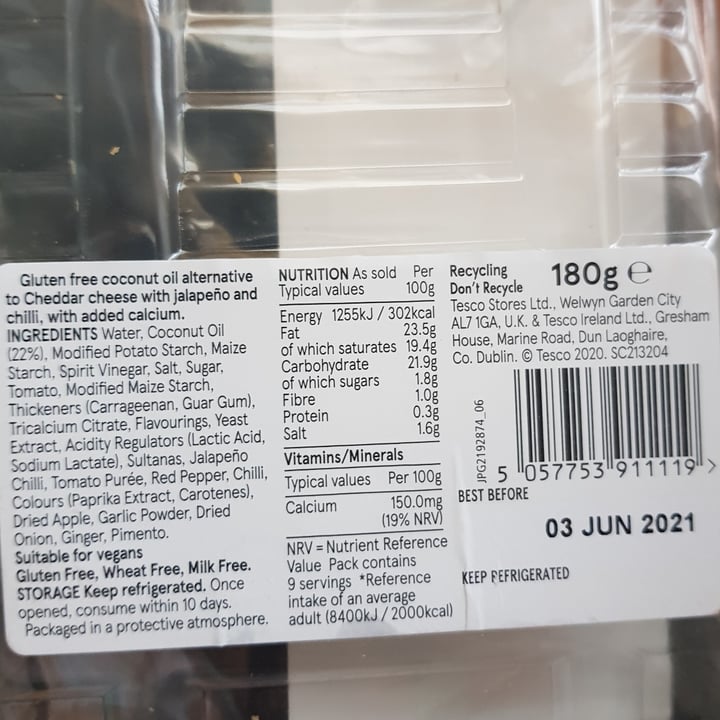 Gluten free coconut oil alternative
to Cheddar cheese with jalapeño and
chilli, with added calcium.
INGREDIENTS Water, Coconut Oil
(22%), Modified Potato Starch, Maize
Starch, Spirit Vinegar, Salt, Sugar,
Tomato, Modified Maize Starch,
Thickeners (Carrageenan, Guar Gum),
Tricalcium Citrate, Flavourings, Yeast
Extract, Acidity Regulators (Lactic Acid,
Sodium Lactate), Sultanas, Jalapeño
Chilli, Tomato Purée, Red Pepper, Chilli,
Colours (Paprika Extract, Carotenes),
Dried Apple, Garlic Powder, Dried
Onion, Ginger, Pimento.
Suitable for vegans
Gluten Free, Wheat Free, Milk Free.
STORAGE Keep refrigerated. Once
opened, consume within 10 days.
Packaged in a protective atmosphere.
NUTRITION As sold Per
Typical values 100g
Energy 1255kJ / 302kcal
Fat 23.5g
of which saturates 19.4g
Carbohydrate 21.9g
of which sugars 1.8g
Fibre 1.0g
Protein 0.3g
Salt 1.6g
Vitamins/Minerals
Typical values Per 100g
Calcium 150.0mg
(19% NRV)
NRV = Nutrient Reference
Value Pack contains
9 servings *Reference
intake of an average
adult (8400kJ / 2000kcal)
Recycling
Don't Recycle
180g ℮
Tesco Stores Ltd., Welwyn Garden City
AL7 1GA, U.K. & Tesco Ireland Ltd., Gresham
House, Marine Road, Dun Laoghaire,
Co. Dublin. © Tesco 2020. SC213204
JPG2192874_06
5 057753 911119 >
BEST BEFORE
03 JUN 2021
KEEP REFRIGERATED